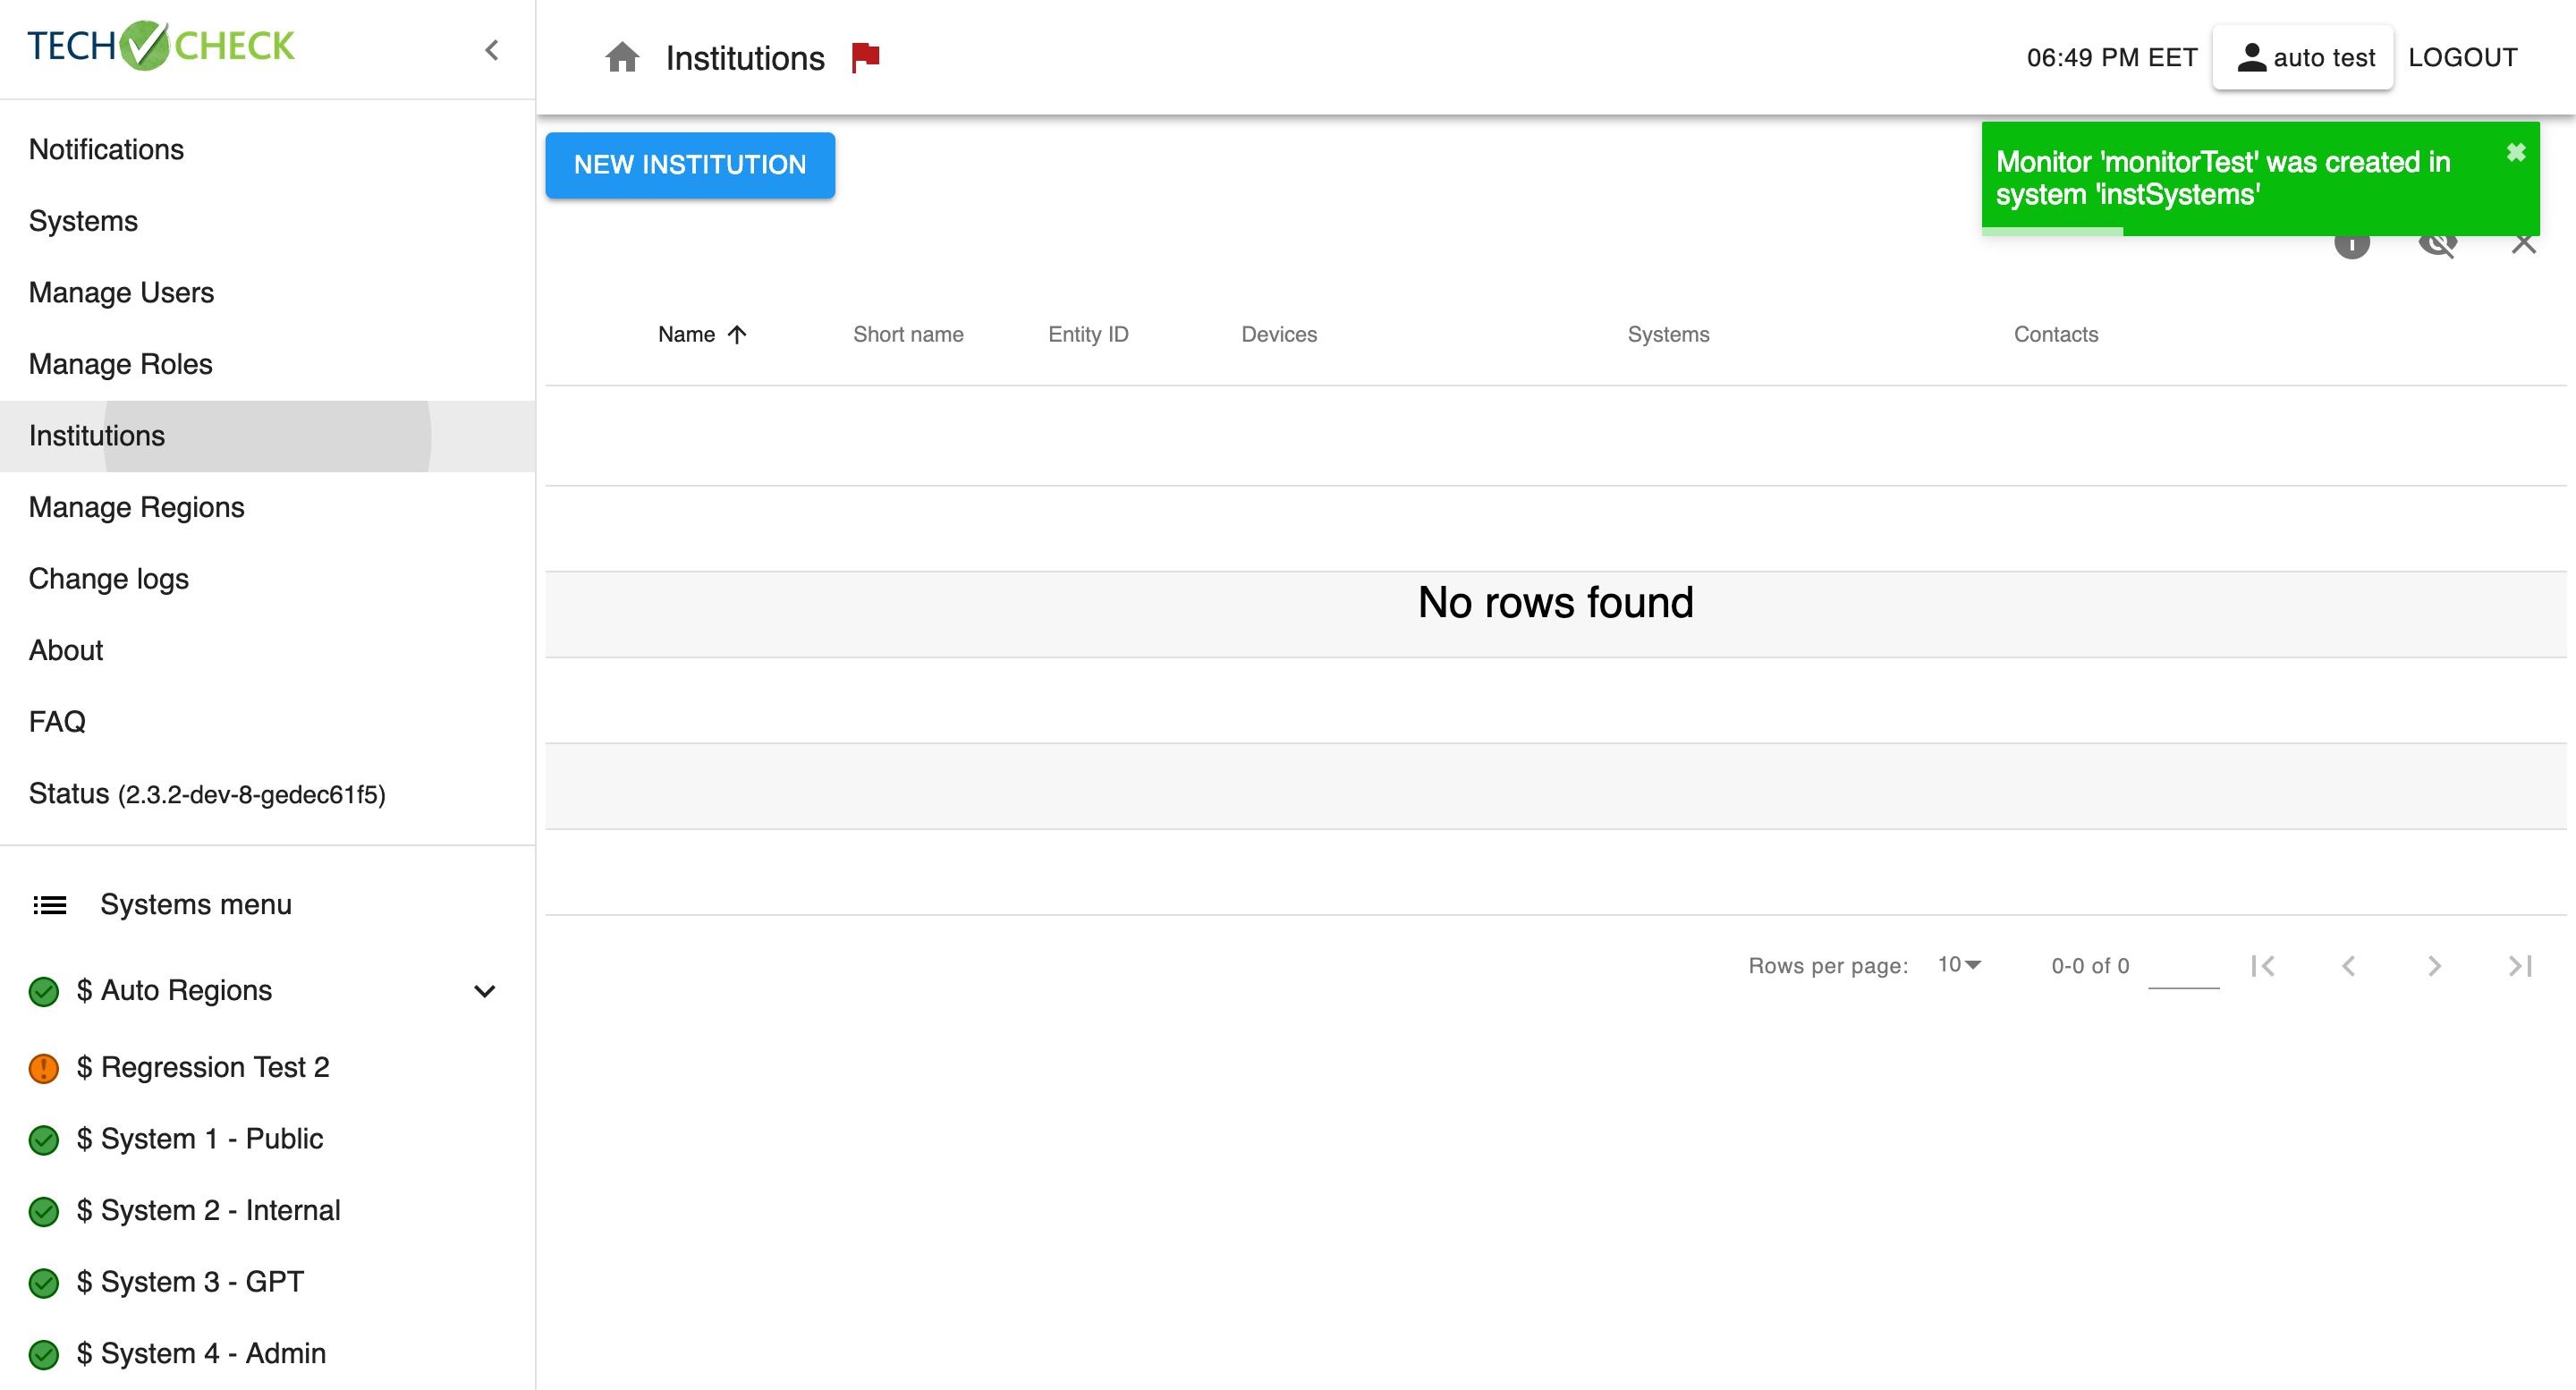 TECH CHECK
Institutions
06:49 PM EET
auto test
LOGOUT
Notifications
Systems
Manage Users
Manage Roles
Institutions
Manage Regions
Change logs
About
FAQ
Status (2.3.2-dev-8-gedec61f5)
Systems menu
$ Auto Regions
$ Regression Test 2
$ System 1 - Public
$ System 2 - Internal
$ System 3 - GPT
$ System 4 - Admin
NEW INSTITUTION
Monitor 'monitorTest' was created in
system 'instSystems'
Name
Short name
Entity ID
Devices
Systems
Contacts
No rows found
Rows per page:
10
0-0 of 0